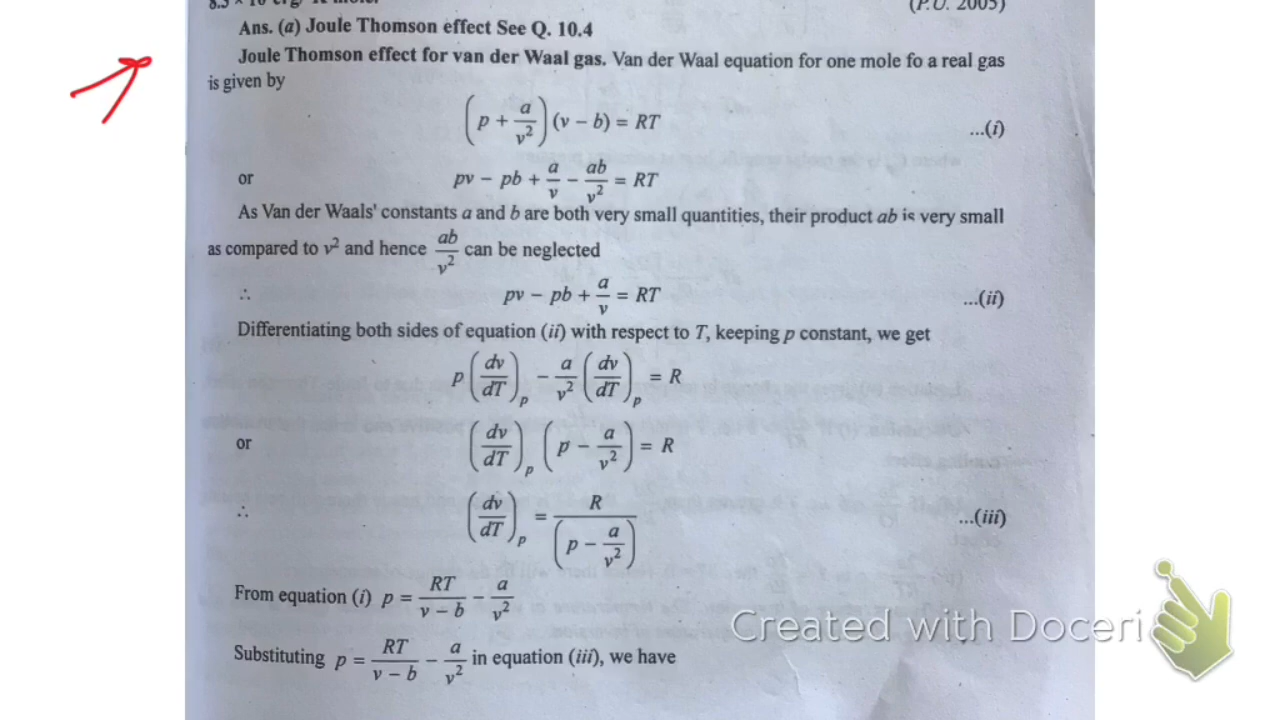 8.3 × 10 erg/ K mole. (P.U. 2005)
Ans. (a) Joule Thomson effect See Q. 10.4
Joule Thomson effect for van der Waal gas. Van der Waal equation for one mole fo a real gas
is given by
(p + a/v²) (v − b) = RT ...(i)
or pv − pb + a/v − ab/v² = RT
As Van der Waals' constants a and b are both very small quantities, their product ab is very small
as compared to v² and hence ab/v² can be neglected
∴ pv − pb + a/v = RT ...(ii)
Differentiating both sides of equation (ii) with respect to T, keeping p constant, we get
p (dv/dT)p − a/v² (dv/dT)p = R
or (dv/dT)p (p − a/v²) = R
∴ (dv/dT)p = R/(p − a/v²) ...(iii)
From equation (i) p = RT/(v − b) − a/v²
Substituting p = RT/(v − b) − a/v² in equation (iii), we have
Created with Doceri